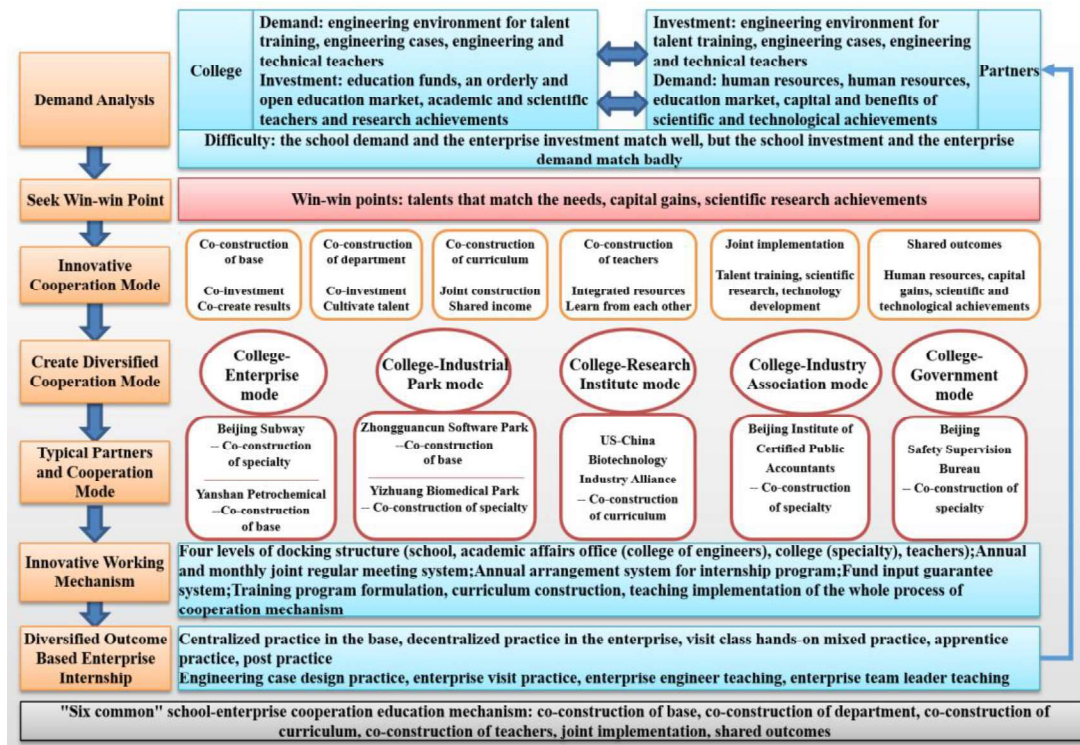 Demand Analysis
College
Demand: engineering environment for talent
training, engineering cases, engineering and
technical teachers
Investment: education funds, an orderly and
open education market, academic and scientific
teachers and research achievements
Investment: engineering environment for
talent training, engineering cases, engineering
and technical teachers
Demand: human resources, human resources,
education market, capital and benefits of
scientific and technological achievements
Partners
Difficulty: the school demand and the enterprise investment match well, but the school investment and the enterprise
demand match badly
Seek Win-win Point
Win-win points: talents that match the needs, capital gains, scientific research achievements
Innovative
Cooperation Mode
Co-construction
of base
Co-investment
Co-create results
Co-construction
of department
Co-investment
Cultivate talent
Co-construction
of curriculum
Joint construction
Shared income
Co-construction
of teachers
Integrated resources
Learn from each other
Joint implementation
Talent training, scientific
research, technology
development
Shared outcomes
Human resources, capital
gains, scientific and
technological achievements
Create Diversified
Cooperation Mode
College-
Enterprise
mode
College-Industrial
Park mode
College-Research
Institute mode
College-Industry
Association mode
College-
Government
mode
Typical Partners
and Cooperation
Mode
Beijing Subway
-- Co-construction
of specialty
Yanshan Petrochemical
--Co-construction
of base
Zhongguancun Software Park
--Co-construction
of base
Yizhuang Biomedical Park
-- Co-construction of specialty
US-China
Biotechnology
Industry Alliance
-- Co-construction
of curriculum
Beijing Institute of
Certified Public
Accountants
-- Co-construction
of specialty
Beijing
Safety Supervision
Bureau
-- Co-construction of
specialty
Innovative Working
Mechanism
Four levels of docking structure (school, academic affairs office (college of engineers), college (specialty), teachers);Annual
and monthly joint regular meeting system;Annual arrangement system for internship program;Fund input guarantee
system;Training program formulation, curriculum construction, teaching implementation of the whole process of
cooperation mechanism
Diversified Outcome
Based Enterprise
Internship
Centralized practice in the base, decentralized practice in the enterprise, visit class hands-on mixed practice, apprentice
practice, post practice
Engineering case design practice, enterprise visit practice, enterprise engineer teaching, enterprise team leader teaching
"Six common" school-enterprise cooperation education mechanism: co-construction of base, co-construction of department, co-construction of
curriculum, co-construction of teachers, joint implementation, shared outcomes